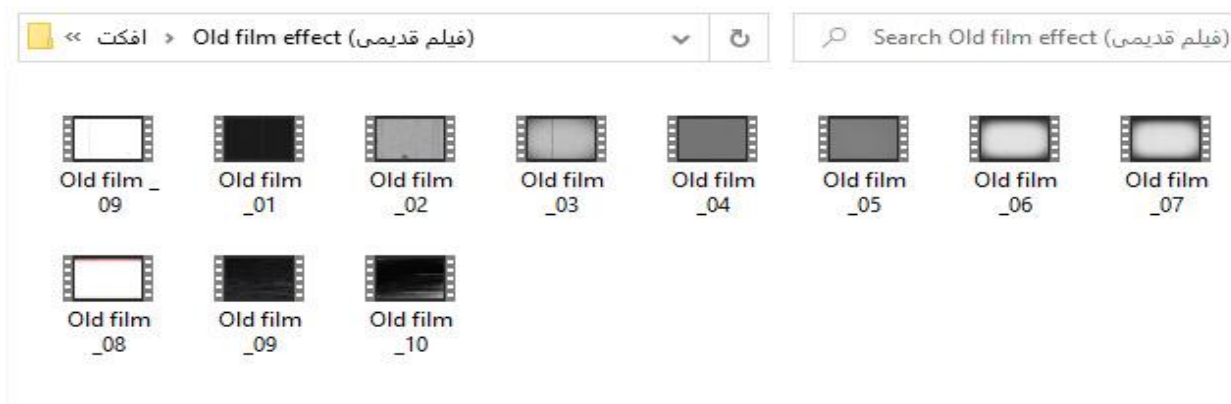 افکت › Old film effect (فیلم قدیمی)
Search Old film effect (فیلم قدیمی)
Old film _09
Old film _01
Old film _02
Old film _03
Old film _04
Old film _05
Old film _06
Old film _07
Old film _08
Old film _09
Old film _10